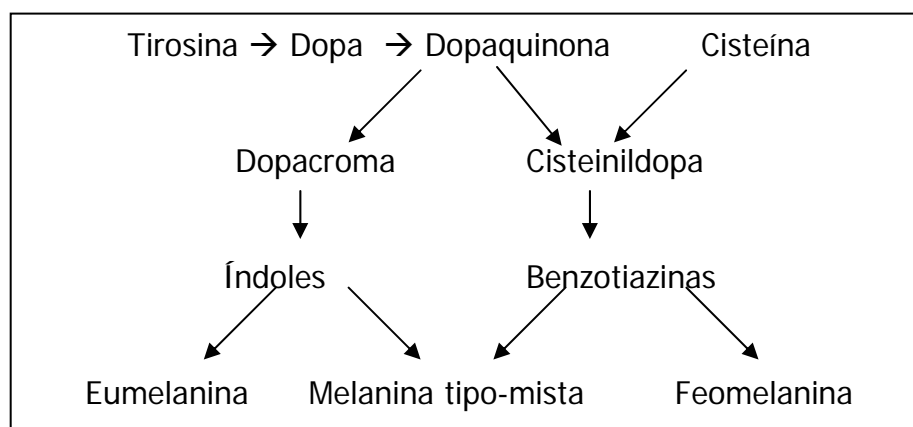 Tirosina → Dopa → Dopaquinona Cisteína
Dopacroma Cisteinildopa
Índoles Benzotiazinas
Eumelanina Melanina tipo-mista Feomelanina